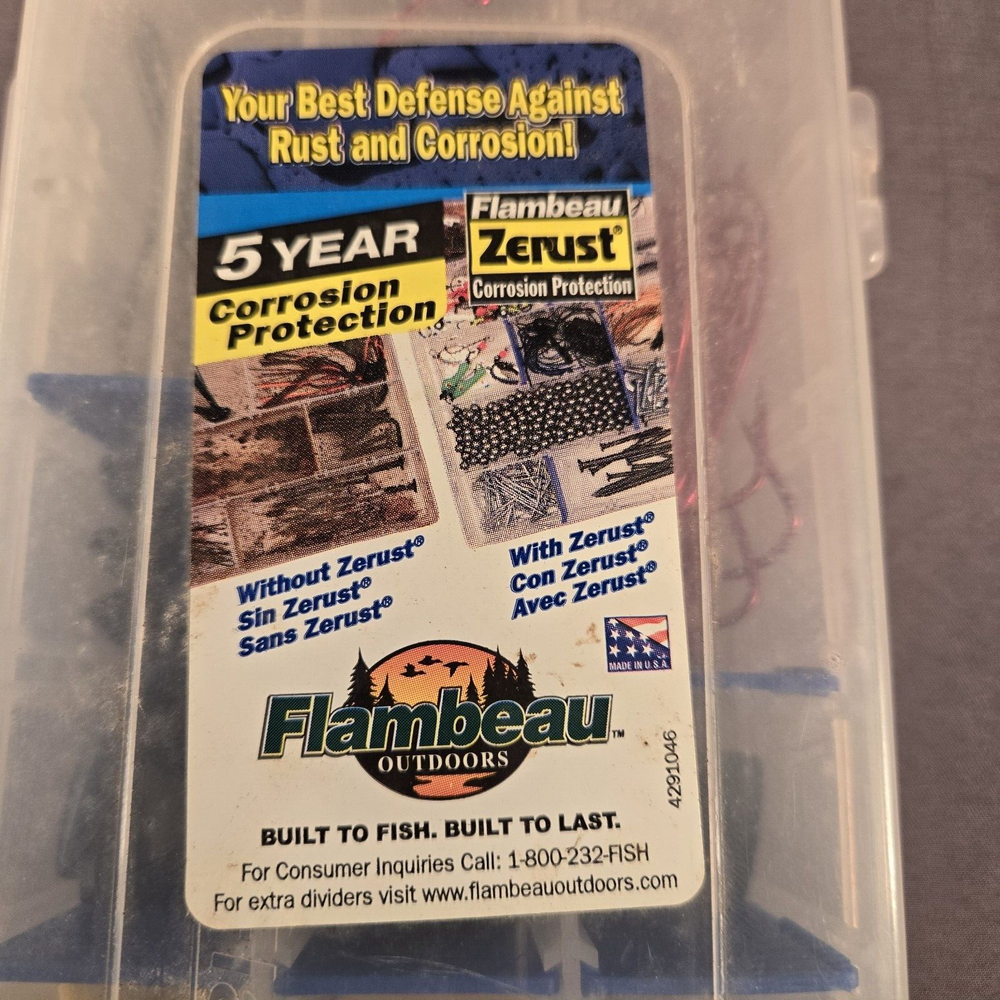 Your Best Defense Against
Rust and Corrosion!
5 YEAR
Corrosion
Protection
Flambeau
Zerust®
Corrosion Protection
Without Zerust®
Sin Zerust®
Sans Zerust®
With Zerust®
Con Zerust®
Avec Zerust®
MADE IN U.S.A.
Flambeau™
OUTDOORS
4291046
BUILT TO FISH. BUILT TO LAST.
For Consumer Inquiries Call: 1-800-232-FISH
For extra dividers visit www.flambeauoutdoors.com